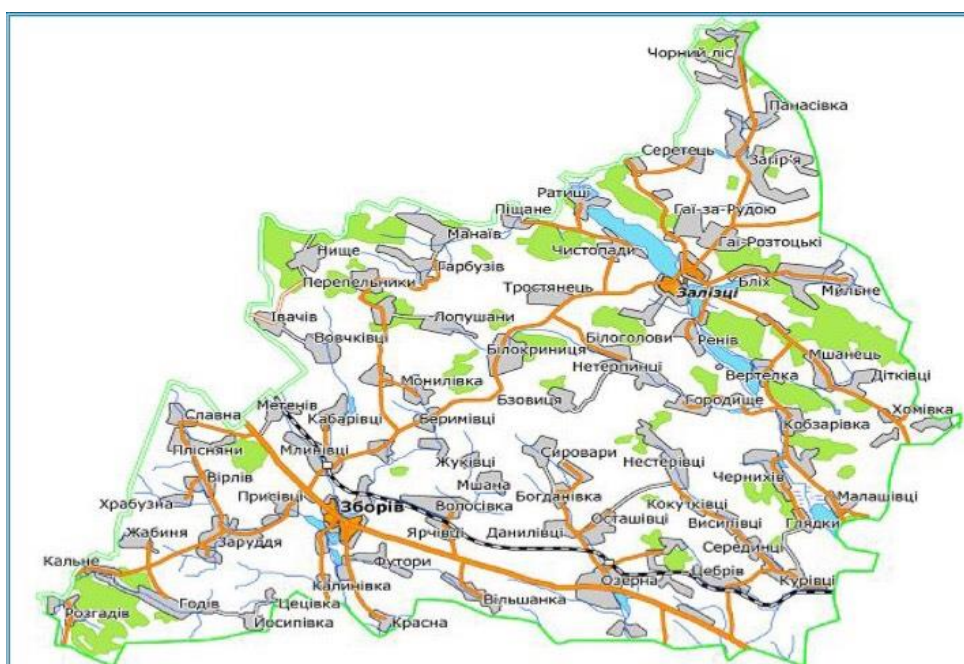 Чорний ліс
Панасівка
Серетець
Загір'я
Ратищі
Піщане
Гаї-за-Рудою
Манаїв
Гаї-Розтоцькі
Нище
Чистопади
Гарбузів
Перепельники
Тростянець
Залізці
Бліх
Мильне
Івачів
Лопушани
Вовчківці
Білоголови
Ренів
Білокриниця
Мшанець
Нетерпинці
Вертелка
Дітківці
Монилівка
Метенів
Бзовиця
Городище
Хомівка
Славна
Кабарівці
Беримівці
Кобзарівка
Плісняни
Млинівці
Жуківці
Сировари
Нестерівці
Чернихів
Вірлів
Мшана
Присівці
Богданівка
Кокутківці
Малашівці
Храбузна
Зборів
Волосівка
Осташівці
Висипівці
Глядки
Жабиня
Ярчівці
Данилівці
Заруддя
Серединці
Кальне
Футори
Цебрів
Озерна
Курівці
Калинівка
Розгадів
Годів
Цецівка
Вільшанка
Йосипівка
Красна